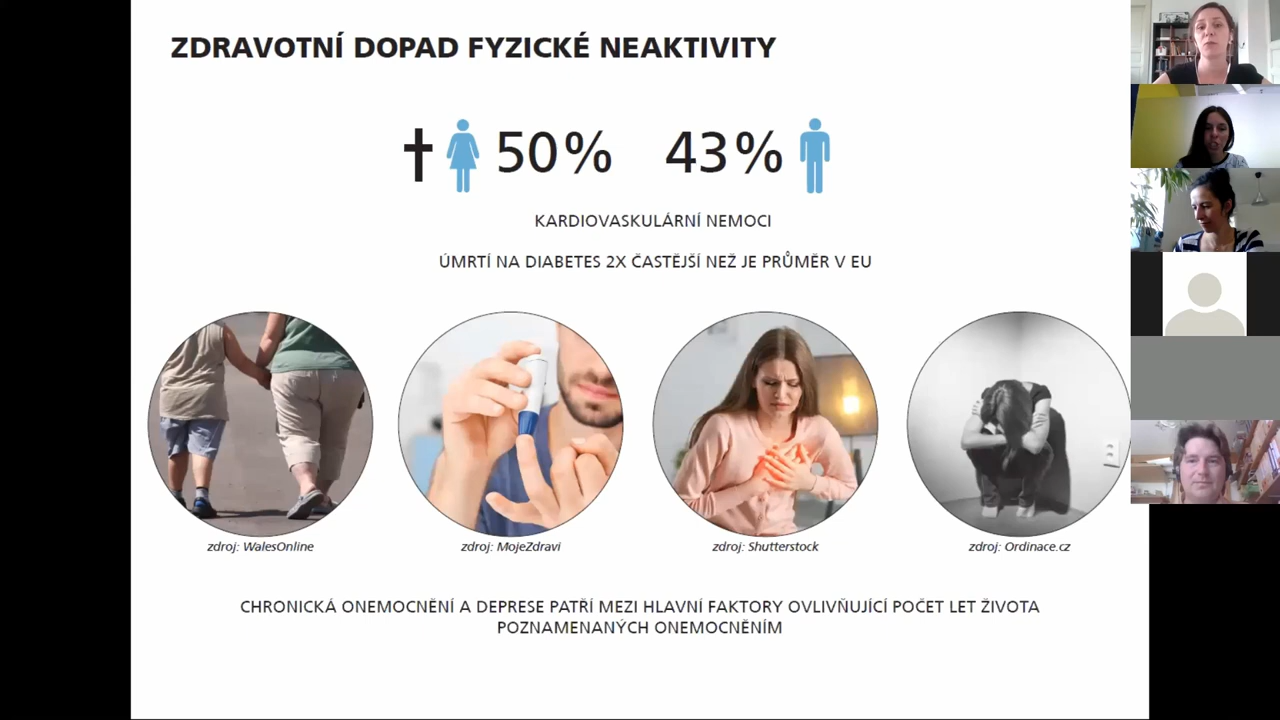 ZDRAVOTNÍ DOPAD FYZICKÉ NEAKTIVITY
50% 43%
KARDIOVASKULÁRNÍ NEMOCI
ÚMRTÍ NA DIABETES 2X ČASTĚJŠÍ NEŽ JE PRŮMĚR V EU
zdroj: WalesOnline
zdroj: MojeZdravi
zdroj: Shutterstock
zdroj: Ordinace.cz
CHRONICKÁ ONEMOCNĚNÍ A DEPRESE PATŘÍ MEZI HLAVNÍ FAKTORY OVLIVŇUJÍCÍ POČET LET ŽIVOTA
POZNAMENANÝCH ONEMOCNĚNÍM